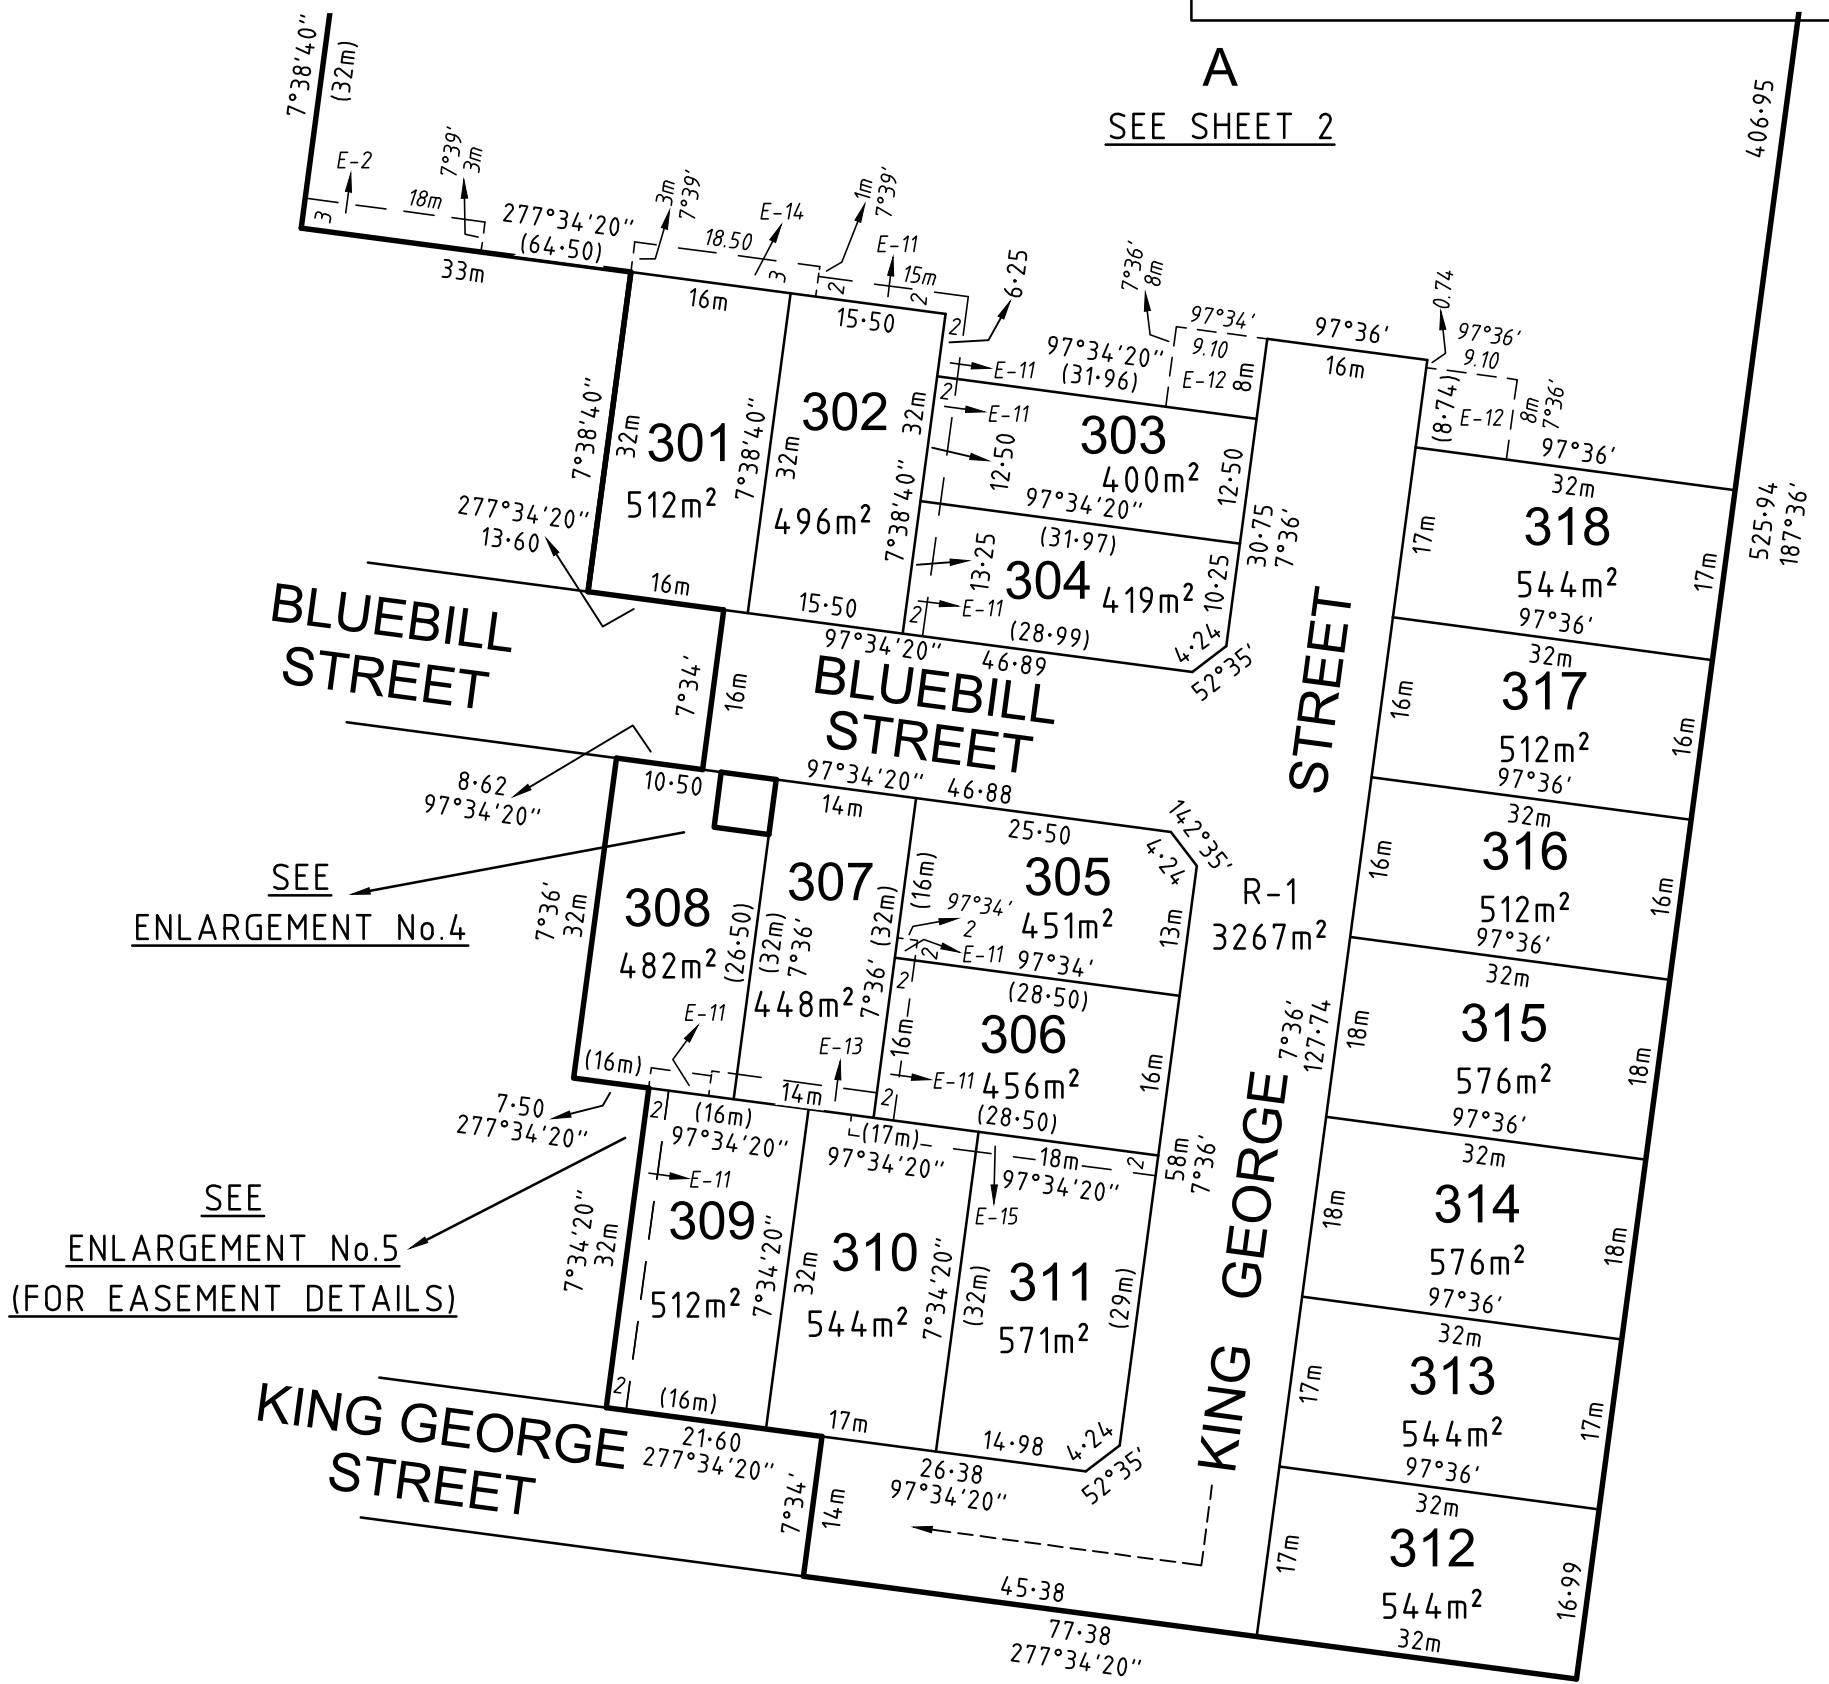 A
SEE SHEET 2
7°38'40"
(32m)
406·95
E-2
7°39'
3m
3
18m
277°34'20"
(64·50)
33m
3m
7°39'
E-14
18.50
3
1m
7°39'
E-11
15m
2
2
2
6·25
16m
15·50
7°36'
8m
97°34'
9.10
E-12
8m
97°36'
16m
0.74
97°36'
9.10
E-12
(8·74)
8m
7°36'
97°36'
32m
E-11
97°34'20"
(31·96)
2
E-11
301
512m²
7°38'40"
32m
7°38'40"
32m
302
496m²
32m
7°38'40"
12·50
303
400m²
12·50
97°34'20"
(31·97)
30·75
7°36'
13·25
304
419m²
10·25
E-11
2
(28·99)
4·24
52°35'
277°34'20"
13·60
16m
15·50
97°34'20"
46·89
BLUEBILL
STREET
7°34'
16m
BLUEBILL
STREET
97°34'20"
46·88
8·62
97°34'20"
10·50
14m
25·50
142°35'
4·24
SEE
ENLARGEMENT No.4
7°36'
32m
308
482m²
(26·50)
(32m)
7°36'
307
448m²
(32m)
7°36'
(16m)
305
451m²
13m
97°34'
2
E-11
2
97°34'
(28·50)
2
16m
306
456m²
16m
E-11
2
(28·50)
R-1
3267m²
STREET
KING GEORGE
7°36'
127·74
58m
7°36'
E-11
E-13
(16m)
14m
7·50
277°34'20"
2
(16m)
97°34'20"
(17m)
97°34'20"
18m
97°34'20"
2
E-11
E-15
SEE
ENLARGEMENT No.5
(FOR EASEMENT DETAILS)
7°34'20"
32m
309
512m²
7°34'20"
32m
310
544m²
7°34'20"
(32m)
311
571m²
(29m)
2
(16m)
17m
14·98
4·24
52°35'
21·60
277°34'20"
26·38
97°34'20"
KING GEORGE
STREET
7°34'
14m
45·38
77·38
277°34'20"
318
544m²
17m
17m
525·94
187°36'
97°36'
32m
317
512m²
16m
16m
97°36'
32m
316
512m²
16m
16m
97°36'
32m
315
576m²
18m
18m
97°36'
32m
314
576m²
18m
18m
97°36'
32m
313
544m²
17m
17m
97°36'
32m
312
544m²
17m
16·99
32m